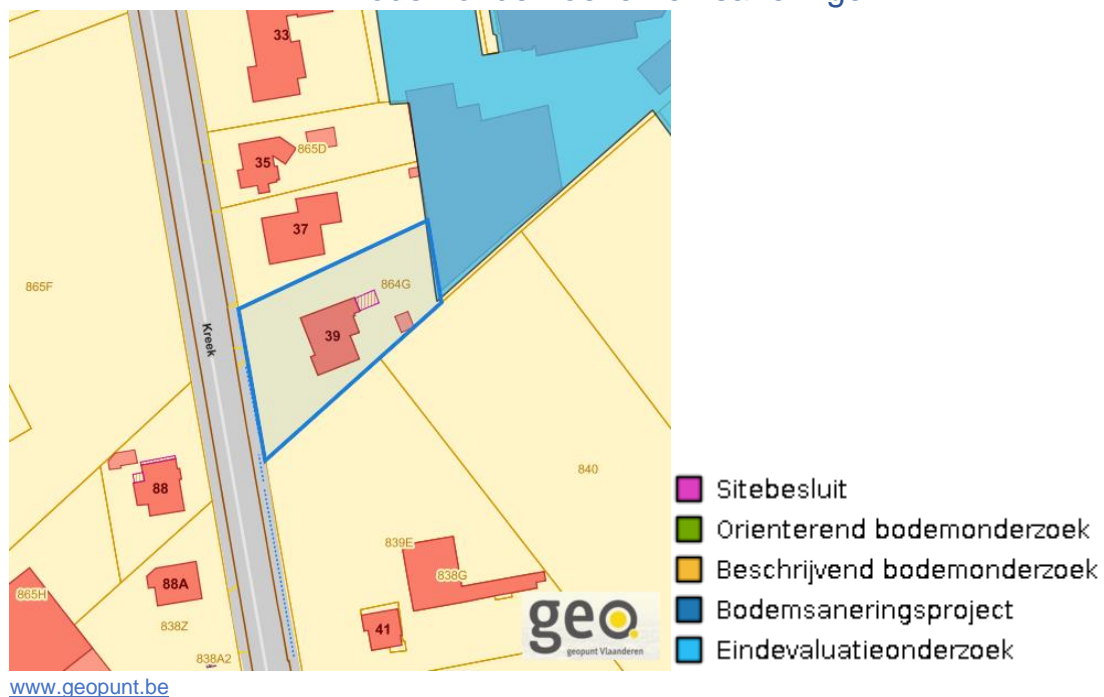 33
35
865D
37
865F
864G
39
Kreek
88
840
839E
838G
88A
865H
838Z
41
838A2
geo.
geopunt Vlaanderen
Sitebesluit
Orienterend bodemonderzoek
Beschrijvend bodemonderzoek
Bodemsaneringsproject
Eindevaluatieonderzoek
www.geopunt.be